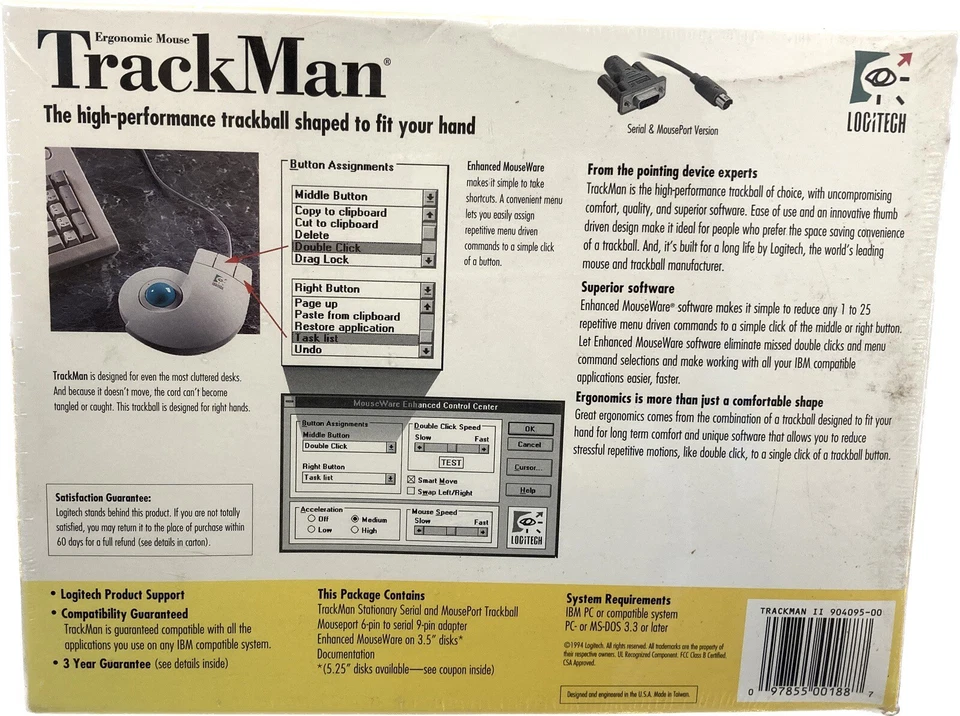 Ergonomic Mouse
TrackMan®
The high-performance trackball shaped to fit your hand
Serial & MousePort Version
LOGiTECH
TrackMan is designed for even the most cluttered desks.
And because it doesn't move, the cord can't become
tangled or caught. This trackball is designed for right hands.
Button Assignments
Middle Button
Copy to clipboard
Cut to clipboard
Delete
Double Click
Drag Lock
Right Button
Page up
Paste from clipboard
Restore application
Task list
Undo
Enhanced MouseWare
makes it simple to take
shortcuts. A convenient menu
lets you easily assign
repetitive menu driven
commands to a simple click
of a button.
MouseWare Enhanced Control Center
Button Assignments
Middle Button
Double Click
Right Button
Task list
Double Click Speed
Slow Fast
TEST
Smart Move
Swap Left/Right
OK
Cancel
Cursor...
Help
Acceleration
Off Medium
Low High
Mouse Speed
Slow Fast
LOGiTECH
From the pointing device experts
TrackMan is the high-performance trackball of choice, with uncompromising
comfort, quality, and superior software. Ease of use and an innovative thumb
driven design make it ideal for people who prefer the space saving convenience
of a trackball. And, it's built for a long life by Logitech, the world's leading
mouse and trackball manufacturer.
Superior software
Enhanced MouseWare® software makes it simple to reduce any 1 to 25
repetitive menu driven commands to a simple click of the middle or right button.
Let Enhanced MouseWare software eliminate missed double clicks and menu
command selections and make working with all your IBM compatible
applications easier, faster.
Ergonomics is more than just a comfortable shape
Great ergonomics comes from the combination of a trackball designed to fit your
hand for long term comfort and unique software that allows you to reduce
stressful repetitive motions, like double click, to a single click of a trackball button.
Satisfaction Guarantee:
Logitech stands behind this product. If you are not totally
satisfied, you may return it to the place of purchase within
60 days for a full refund (see details in carton).
• Logitech Product Support
• Compatibility Guaranteed
TrackMan is guaranteed compatible with all the
applications you use on any IBM compatible system.
• 3 Year Guarantee (see details inside)
This Package Contains
TrackMan Stationary Serial and MousePort Trackball
Mouseport 6-pin to serial 9-pin adapter
Enhanced MouseWare on 3.5" disks*
Documentation
*(5.25" disks available—see coupon inside)
System Requirements
IBM PC or compatible system
PC- or MS-DOS 3.3 or later
©1994 Logitech. All rights reserved. All trademarks are the property of
their respective owners. UL Recognized Component. FCC Class B Certified.
CSA Approved.
Designed and engineered in the U.S.A. Made in Taiwan.
TRACKMAN II 904095-00
0 97855 00188 7